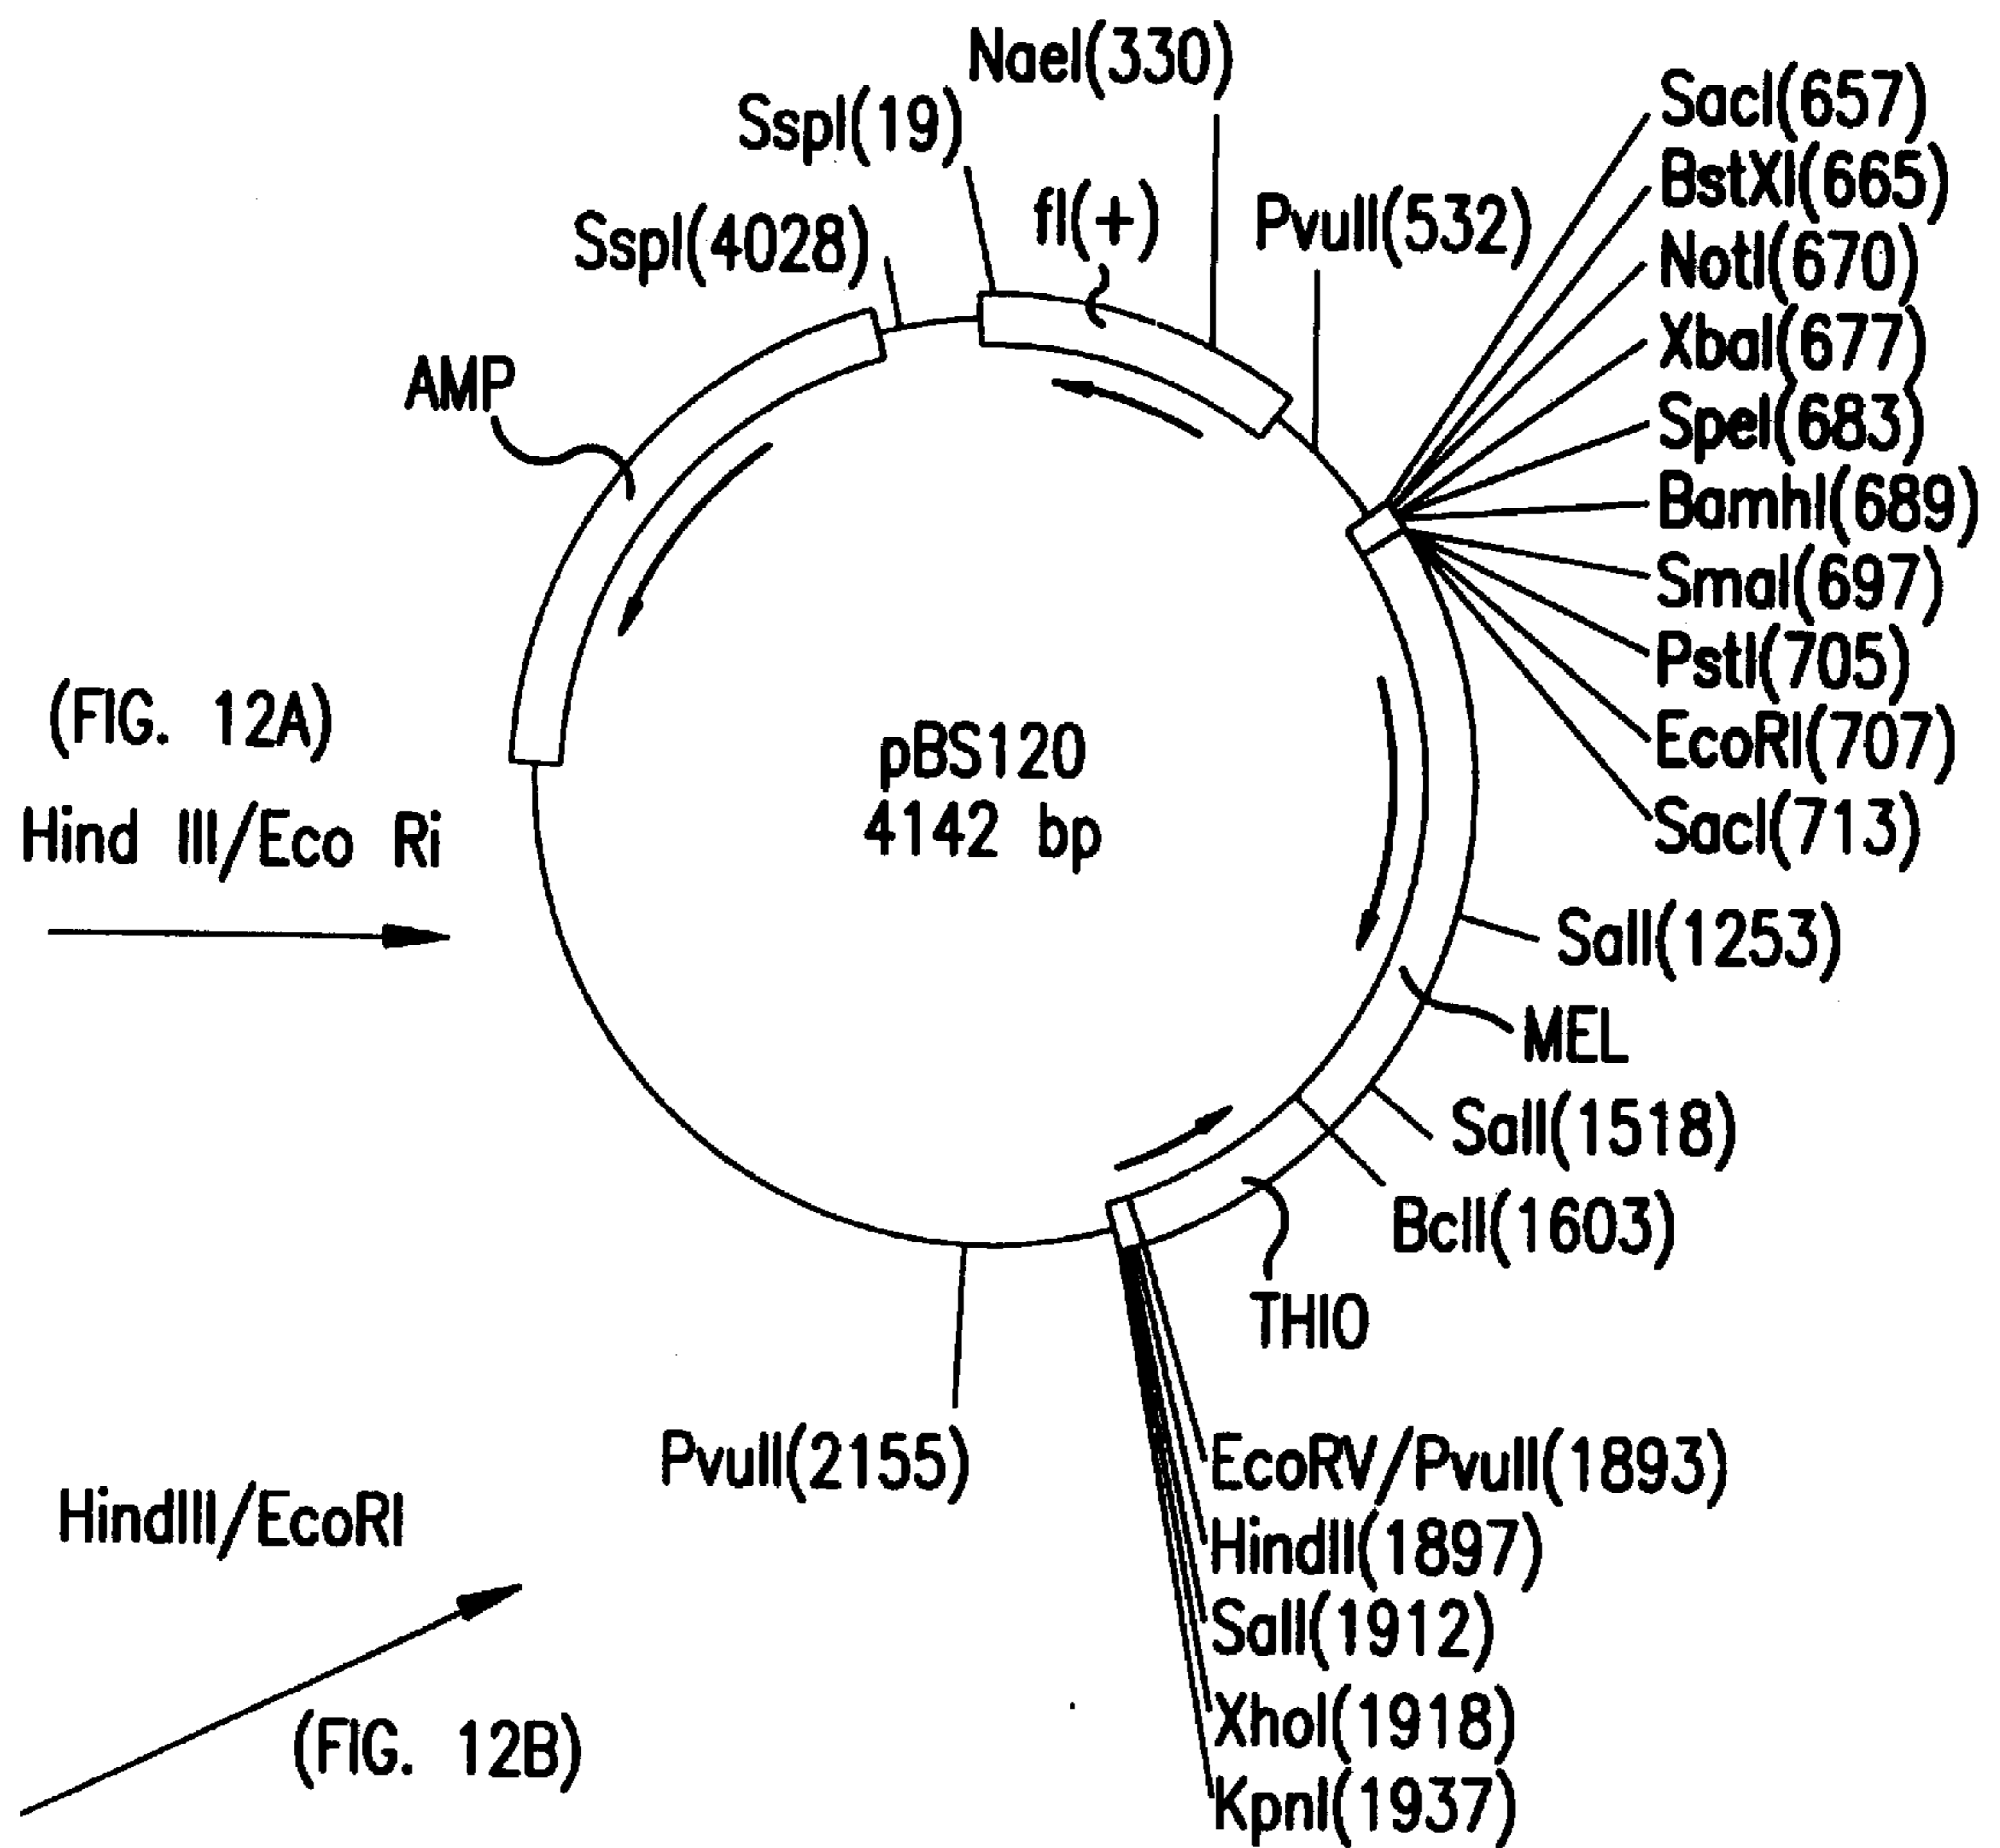 NaeI(330)
SspI(19)
fI(+)
SspI(4028)
PvuII(532)
SacI(657)
BstXI(665)
NotI(670)
XbaI(677)
SpeI(683)
BamhI(689)
SmaI(697)
PstI(705)
EcoRI(707)
SacI(713)
AMP
(FIG. 12A)
Hind III/Eco Ri
pBS120
4142 bp
SalI(1253)
MEL
SalI(1518)
BclI(1603)
THIO
PvuII(2155)
EcoRV/PvuII(1893)
HindII(1897)
SalI(1912)
XhoI(1918)
KpnI(1937)
HindIII/EcoRI
(FIG. 12B)